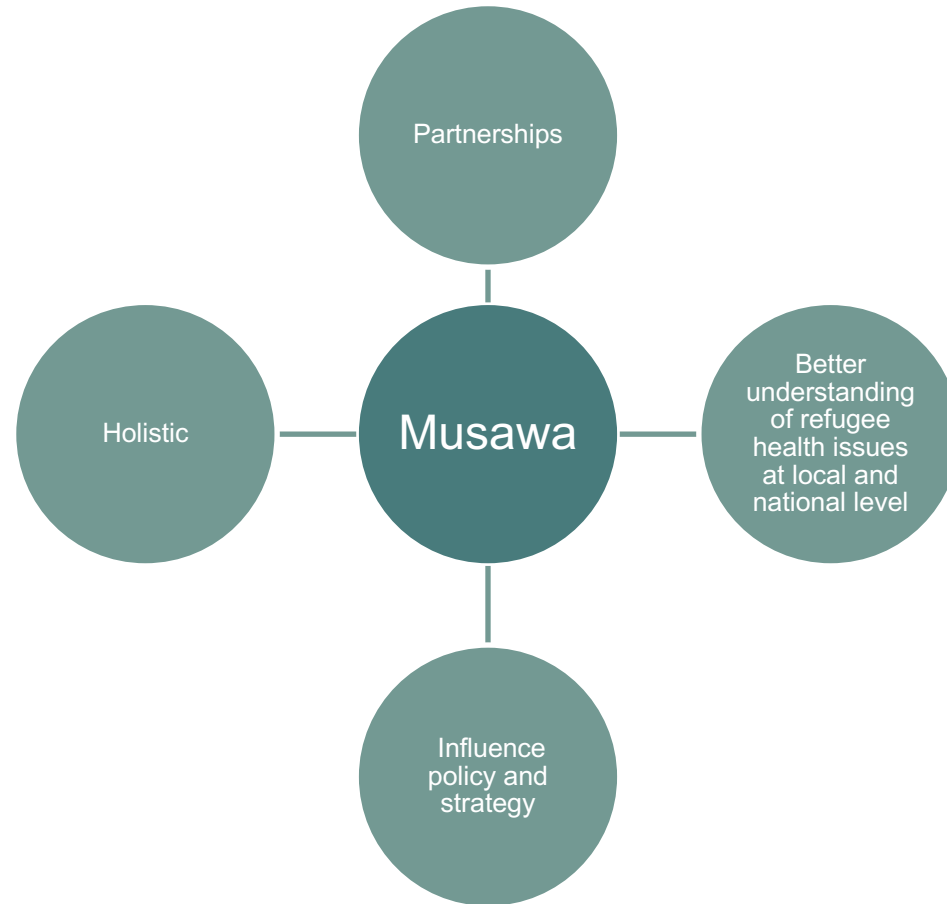 Partnerships
Holistic
Musawa
Better
understanding
of refugee
health issues
at local and
national level
Influence
policy and
strategy